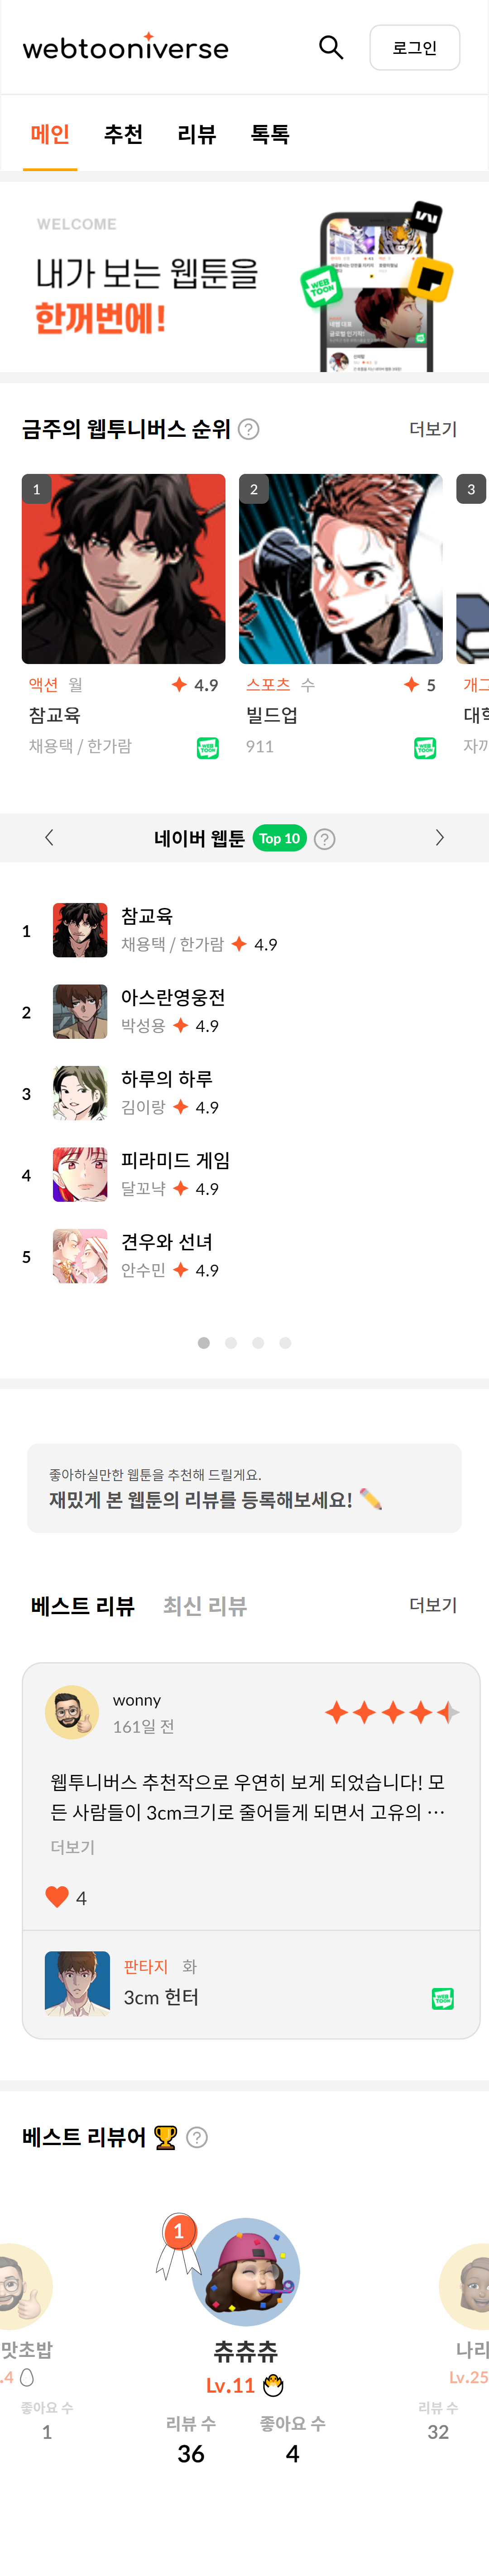 webtooniverse
로그인
메인 추천 리뷰 톡톡
WELCOME
내가 보는 웹툰을
한꺼번에!
WEB
TOON
금주의 웹투니버스 순위 ? 더보기
1 2 3
액션 월 4.9 스포츠 수 5 개그
참교육 빌드업
채용택 / 한가람 911 자까
네이버 웹툰 Top 10 ?
1 참교육
채용택 / 한가람 4.9
2 아스란영웅전
박성용 4.9
3 하루의 하루
김이랑 4.9
4 피라미드 게임
달꼬냑 4.9
5 견우와 선녀
안수민 4.9
좋아하실만한 웹툰을 추천해 드릴게요.
재밌게 본 웹툰의 리뷰를 등록해보세요!
베스트 리뷰 최신 리뷰 더보기
wonny
161일 전
웹투니버스 추천작으로 우연히 보게 되었습니다! 모
든 사람들이 3cm크기로 줄어들게 되면서 고유의 …
더보기
4
판타지 화
3cm 헌터
베스트 리뷰어 ?
1
맛초밥 츄츄츄 나리
.4 Lv.11 Lv.25
좋아요 수 리뷰 수 좋아요 수 리뷰 수
1 36 4 32